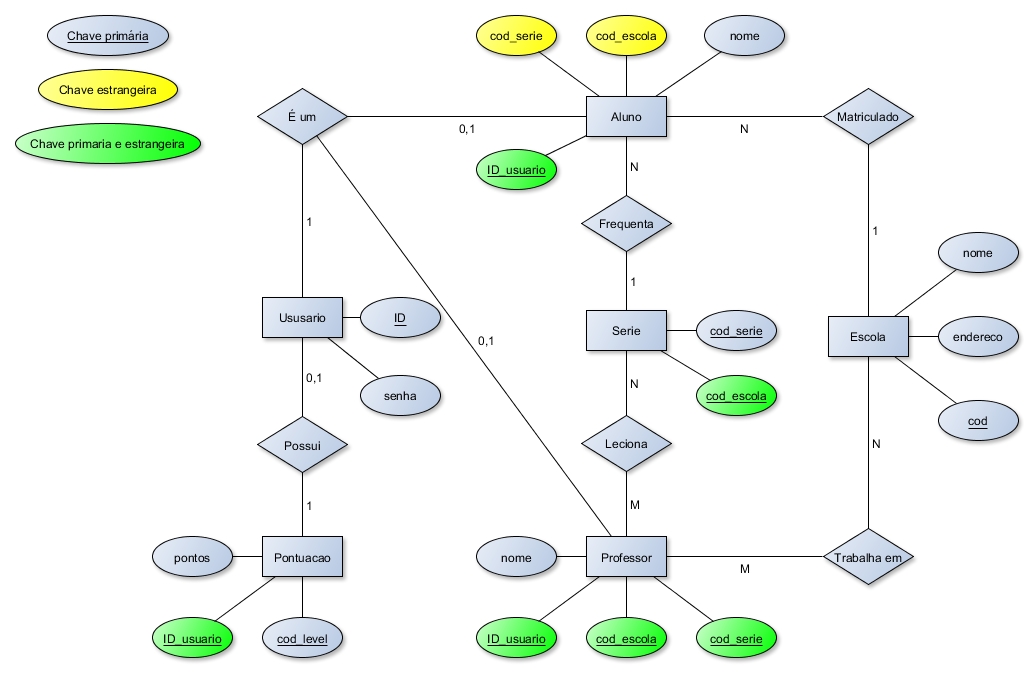 Chave primária
Chave estrangeira
Chave primaria e estrangeira
cod_serie
cod_escola
nome
É um
0,1
Aluno
N
Matriculado
ID_usuario
N
Frequenta
1
1
1
nome
Ususario
ID
Serie
cod_serie
Escola
endereco
0,1
0,1
N
senha
cod_escola
cod
Possui
Leciona
N
1
M
pontos
Pontuacao
nome
Professor
M
Trabalha em
ID_usuario
cod_level
ID_usuario
cod_escola
cod_serie